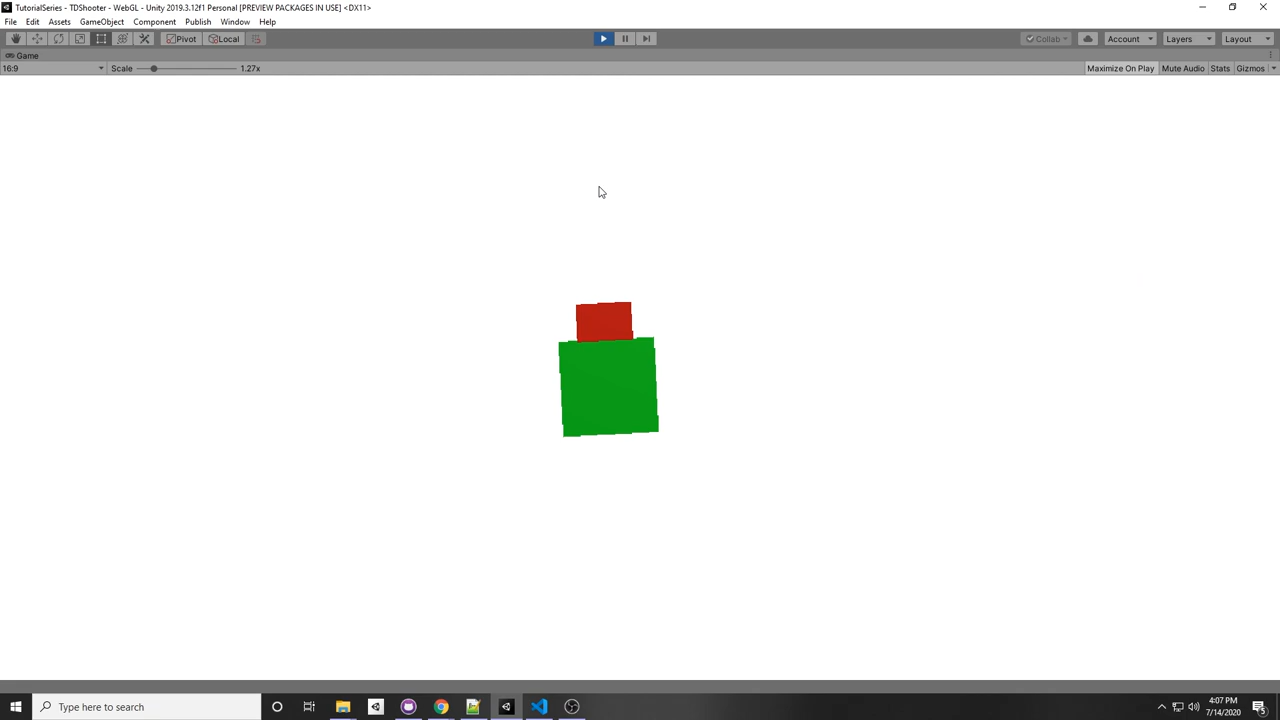 TutorialSeries - TDShooter - WebGL - Unity 2019.3.12f1 Personal [PREVIEW PACKAGES IN USE] <DX11>
File Edit Assets GameObject Component Publish Window Help
Pivot Local Collab Account Layers Layout
Game
16:9 Scale 1.27x Maximize On Play Mute Audio Stats Gizmos
Type here to search
4:07 PM
7/14/2020
5